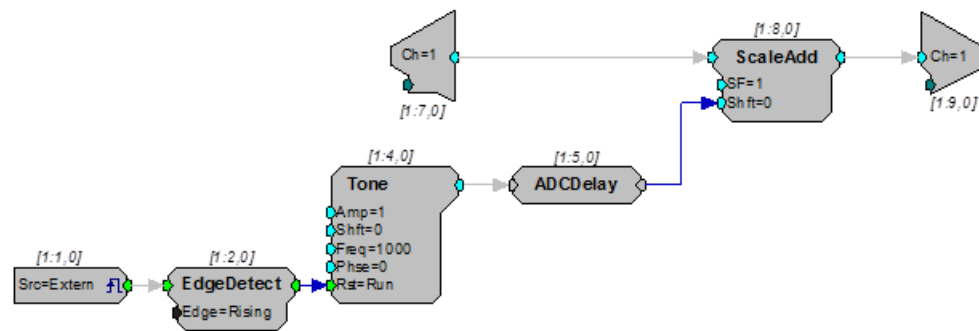 [1:8,0]
Ch=1
ScaleAdd
Ch=1
SF=1
Shft=0
[1:7,0]
[1:9,0]
[1:4,0]
[1:5,0]
Tone
ADCDelay
Amp=1
Shft=0
[1:1,0]
[1:2,0]
Freq=1000
Phse=0
Src=Extern
EdgeDetect
Rst=Run
Edge=Rising